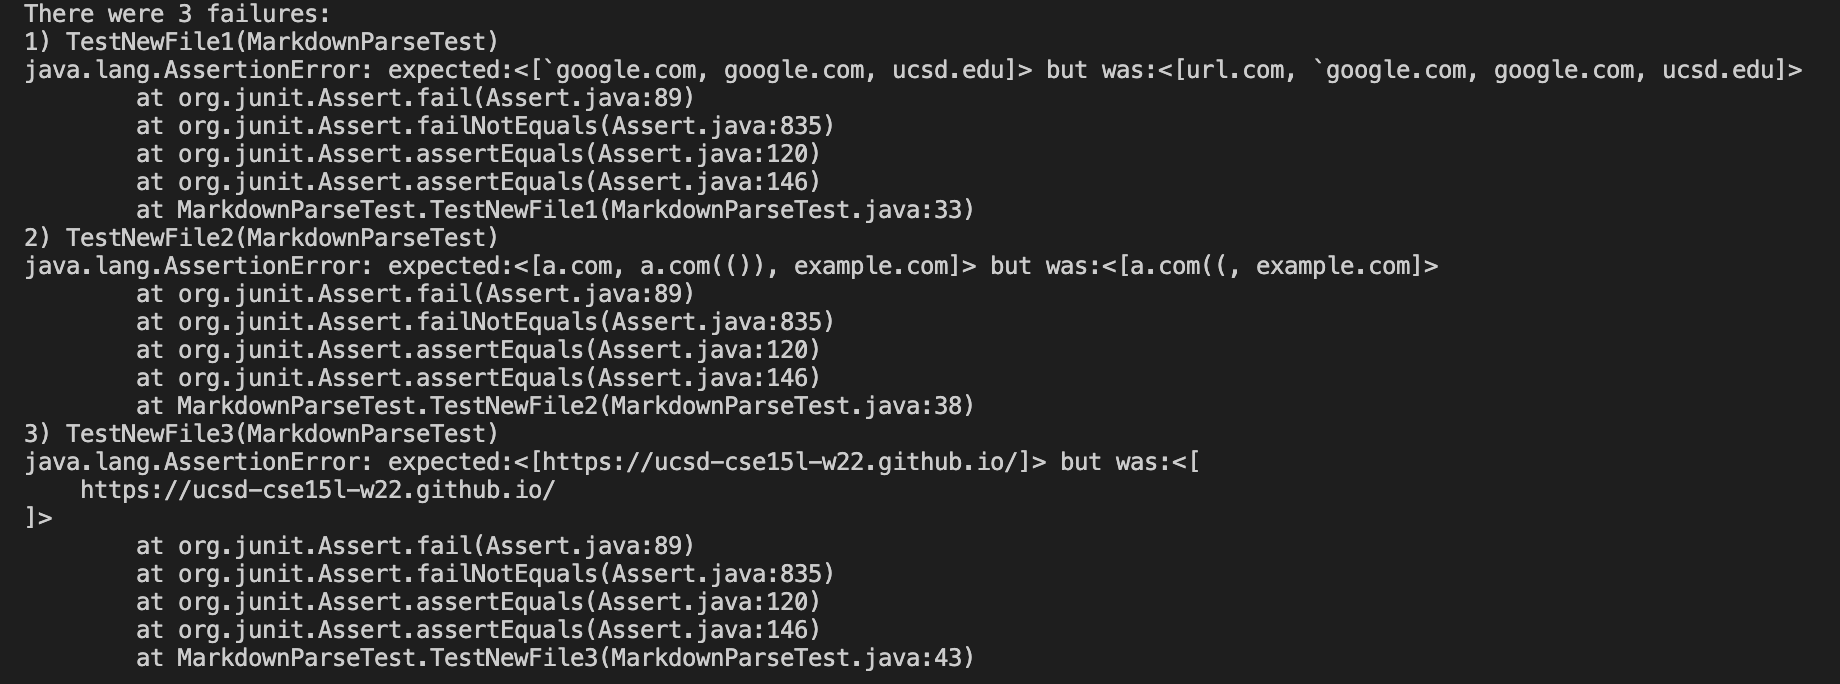 There were 3 failures:
1) TestNewFile1(MarkdownParseTest)
java.lang.AssertionError: expected:<[`google.com, google.com, ucsd.edu]> but was:<[url.com, `google.com, google.com, ucsd.edu]>
        at org.junit.Assert.fail(Assert.java:89)
        at org.junit.Assert.failNotEquals(Assert.java:835)
        at org.junit.Assert.assertEquals(Assert.java:120)
        at org.junit.Assert.assertEquals(Assert.java:146)
        at MarkdownParseTest.TestNewFile1(MarkdownParseTest.java:33)
2) TestNewFile2(MarkdownParseTest)
java.lang.AssertionError: expected:<[a.com, a.com(()), example.com]> but was:<[a.com((, example.com]>
        at org.junit.Assert.fail(Assert.java:89)
        at org.junit.Assert.failNotEquals(Assert.java:835)
        at org.junit.Assert.assertEquals(Assert.java:120)
        at org.junit.Assert.assertEquals(Assert.java:146)
        at MarkdownParseTest.TestNewFile2(MarkdownParseTest.java:38)
3) TestNewFile3(MarkdownParseTest)
java.lang.AssertionError: expected:<[https://ucsd-cse15l-w22.github.io/]> but was:<[
    https://ucsd-cse15l-w22.github.io/
]>
        at org.junit.Assert.fail(Assert.java:89)
        at org.junit.Assert.failNotEquals(Assert.java:835)
        at org.junit.Assert.assertEquals(Assert.java:120)
        at org.junit.Assert.assertEquals(Assert.java:146)
        at MarkdownParseTest.TestNewFile3(MarkdownParseTest.java:43)